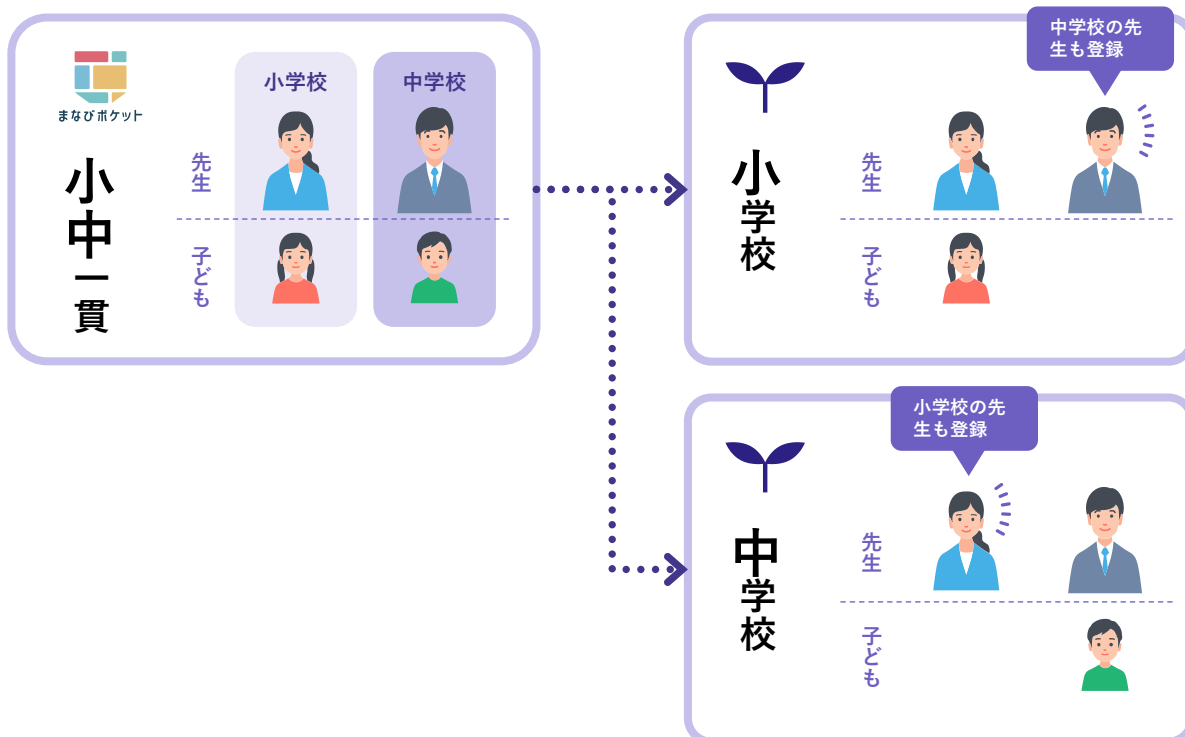 まなびポケット
小中一貫
小学校
中学校
先生
子ども
小学校
中学校の先
生も登録
先生
子ども
中学校
小学校の先
生も登録
先生
子ども